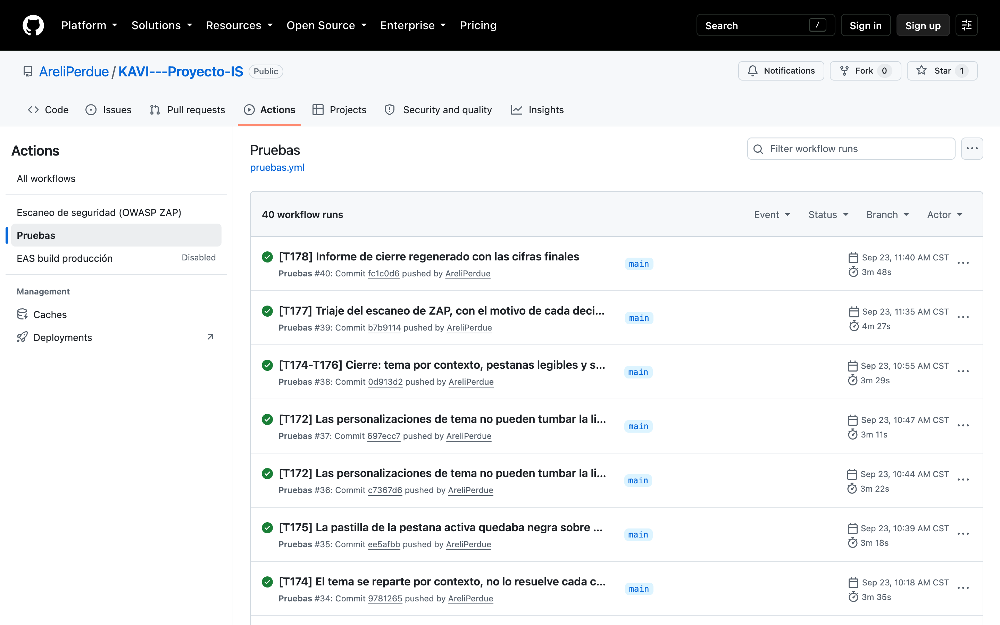 Platform Solutions Resources Open Source Enterprise Pricing Search / Sign in Sign up
AreliPerdue / KAVI---Proyecto-IS Public Notifications Fork 0 Star 1
Code Issues Pull requests Actions Projects Security and quality Insights
Actions
All workflows
Escaneo de seguridad (OWASP ZAP)
Pruebas
EAS build producción Disabled
Management
Caches
Deployments
Pruebas
pruebas.yml
Filter workflow runs
40 workflow runs Event Status Branch Actor
[T178] Informe de cierre regenerado con las cifras finales
Pruebas #40: Commit fc1c0d6 pushed by AreliPerdue
main
Sep 23, 11:40 AM CST
3m 48s
[T177] Triaje del escaneo de ZAP, con el motivo de cada deci...
Pruebas #39: Commit b7b9114 pushed by AreliPerdue
main
Sep 23, 11:35 AM CST
4m 27s
[T174-T176] Cierre: tema por contexto, pestanas legibles y s...
Pruebas #38: Commit 0d913d2 pushed by AreliPerdue
main
Sep 23, 10:55 AM CST
3m 29s
[T172] Las personalizaciones de tema no pueden tumbar la li...
Pruebas #37: Commit 697ecc7 pushed by AreliPerdue
main
Sep 23, 10:47 AM CST
3m 11s
[T172] Las personalizaciones de tema no pueden tumbar la li...
Pruebas #36: Commit c7367d6 pushed by AreliPerdue
main
Sep 23, 10:44 AM CST
3m 22s
[T175] La pastilla de la pestana activa quedaba negra sobre ...
Pruebas #35: Commit ee5afbb pushed by AreliPerdue
main
Sep 23, 10:39 AM CST
3m 18s
[T174] El tema se reparte por contexto, no lo resuelve cada c...
Pruebas #34: Commit 9781265 pushed by AreliPerdue
main
Sep 23, 10:18 AM CST
3m 35s